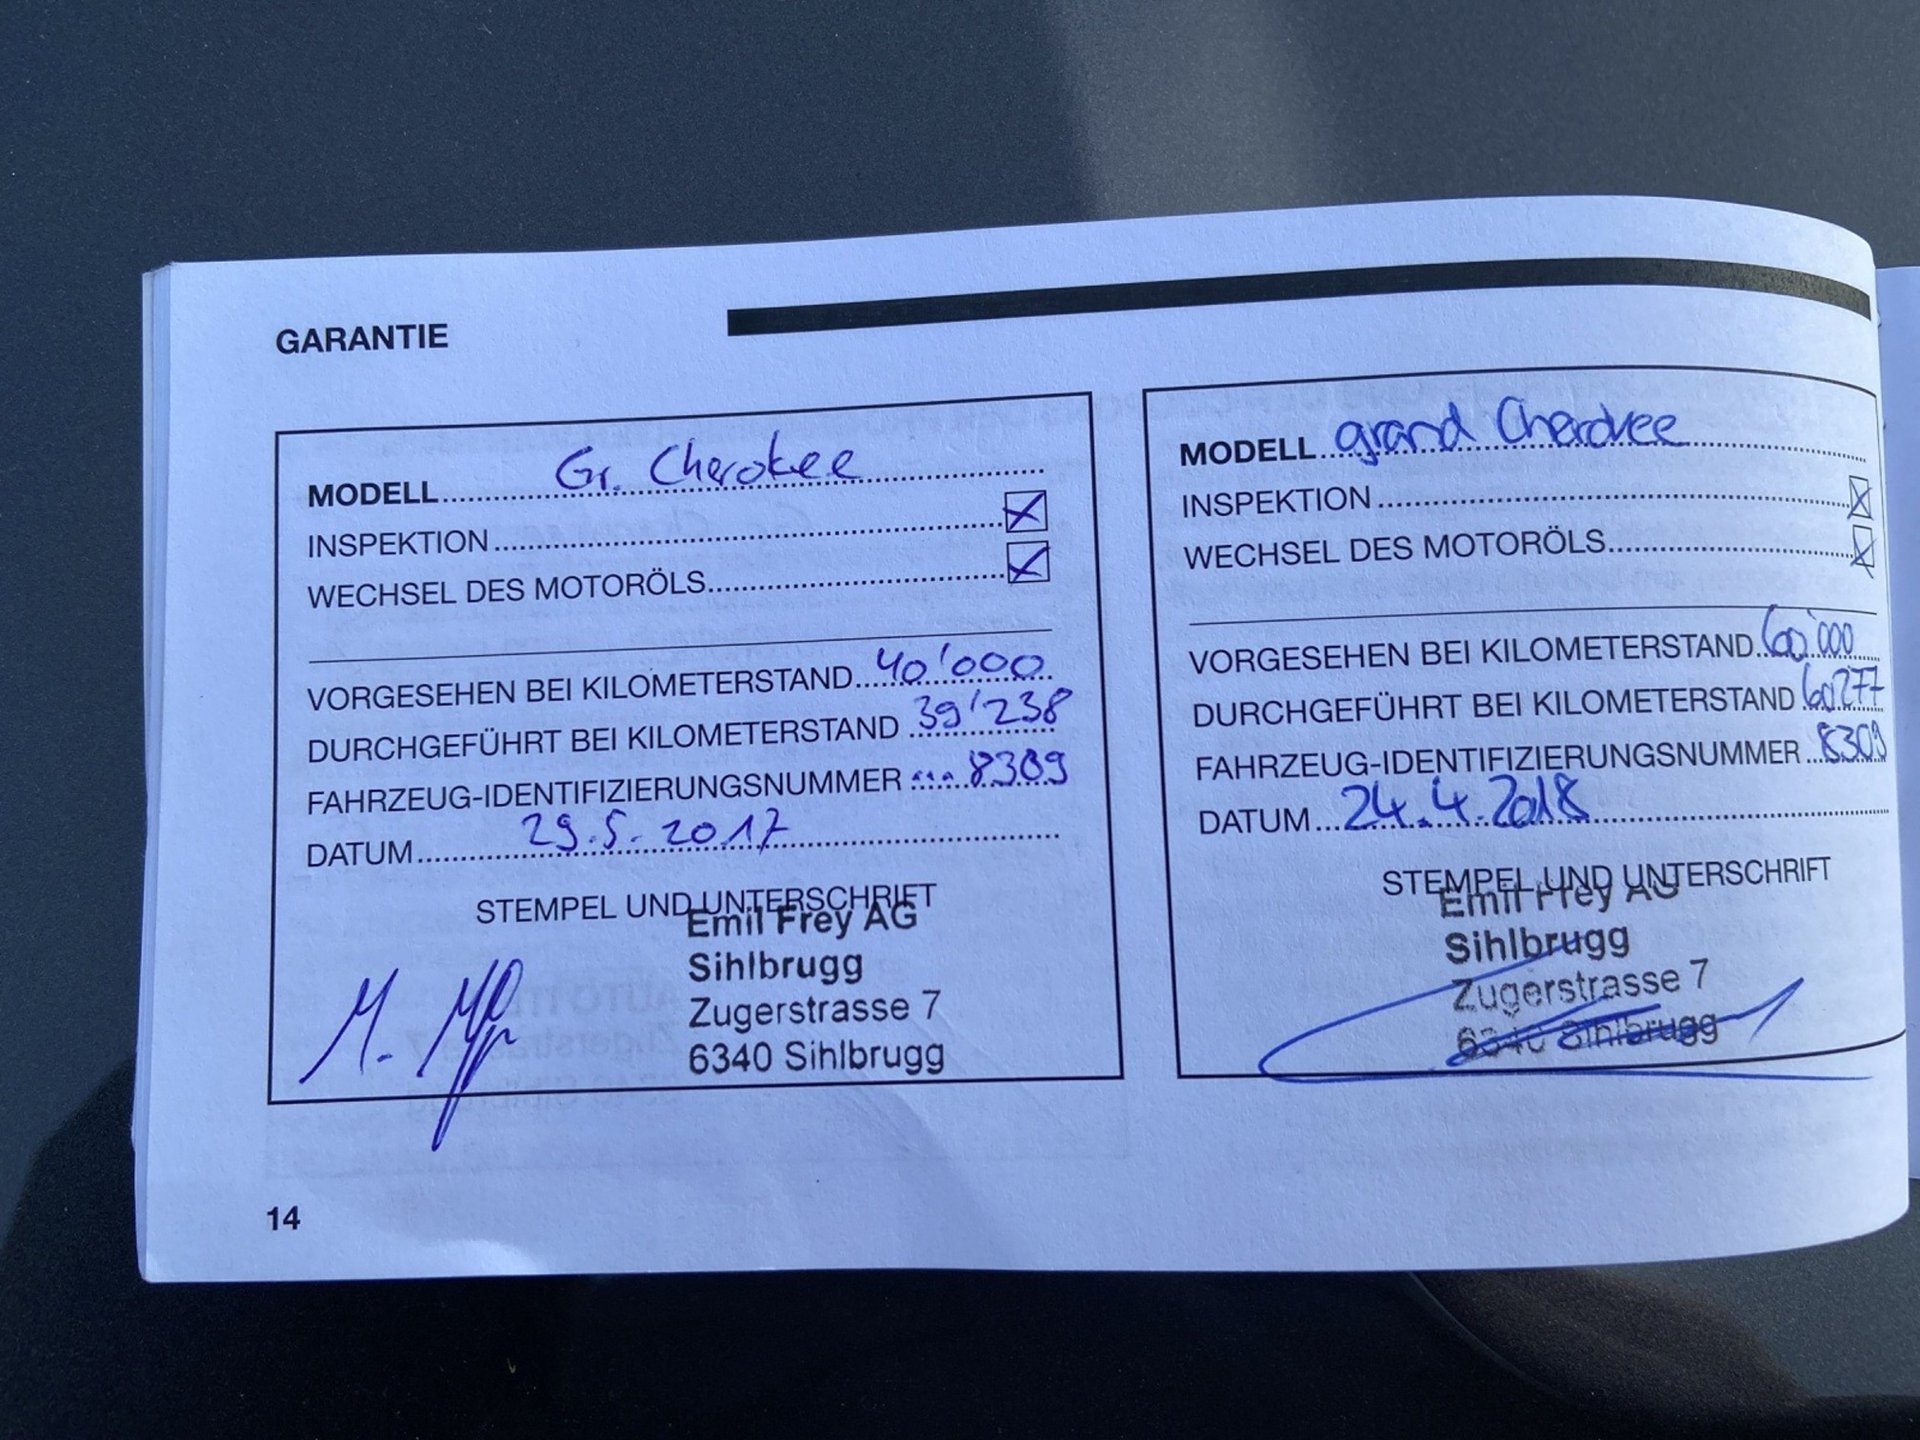 GARANTIE
MODELL Gr. Cherokee
INSPEKTION
WECHSEL DES MOTORÖLS
VORGESEHEN BEI KILOMETERSTAND 40'000
DURCHGEFÜHRT BEI KILOMETERSTAND 39'238
FAHRZEUG-IDENTIFIZIERUNGSNUMMER 8309
DATUM 29.5.2017
STEMPEL UND UNTERSCHRIFT
Emil Frey AG
Sihlbrugg
Zugerstrasse 7
6340 Sihlbrugg
14
MODELL grand Cherokee
INSPEKTION
WECHSEL DES MOTORÖLS
VORGESEHEN BEI KILOMETERSTAND 60'000
DURCHGEFÜHRT BEI KILOMETERSTAND 60277
FAHRZEUG-IDENTIFIZIERUNGSNUMMER 8309
DATUM 24.4.2018
STEMPEL UND UNTERSCHRIFT
Emil Frey AG
Sihlbrugg
Zugerstrasse 7
6340 Sihlbrugg